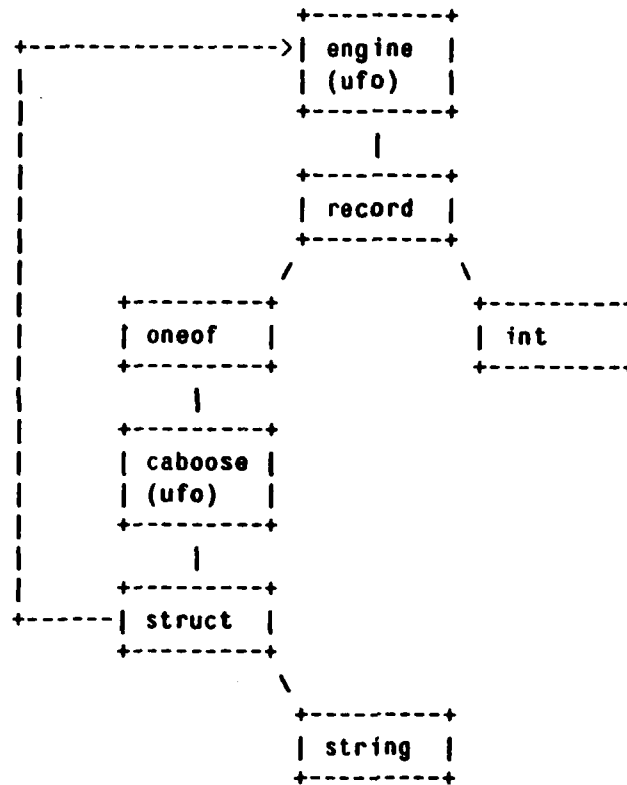 engine
(ufo)
record
oneof
int
caboose
(ufo)
struct
string